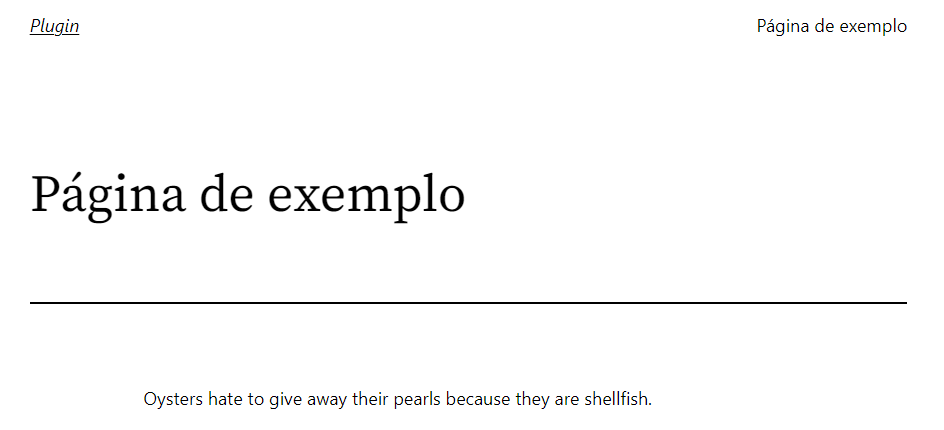 Plugin
Página de exemplo
Página de exemplo
Oysters hate to give away their pearls because they are shellfish.